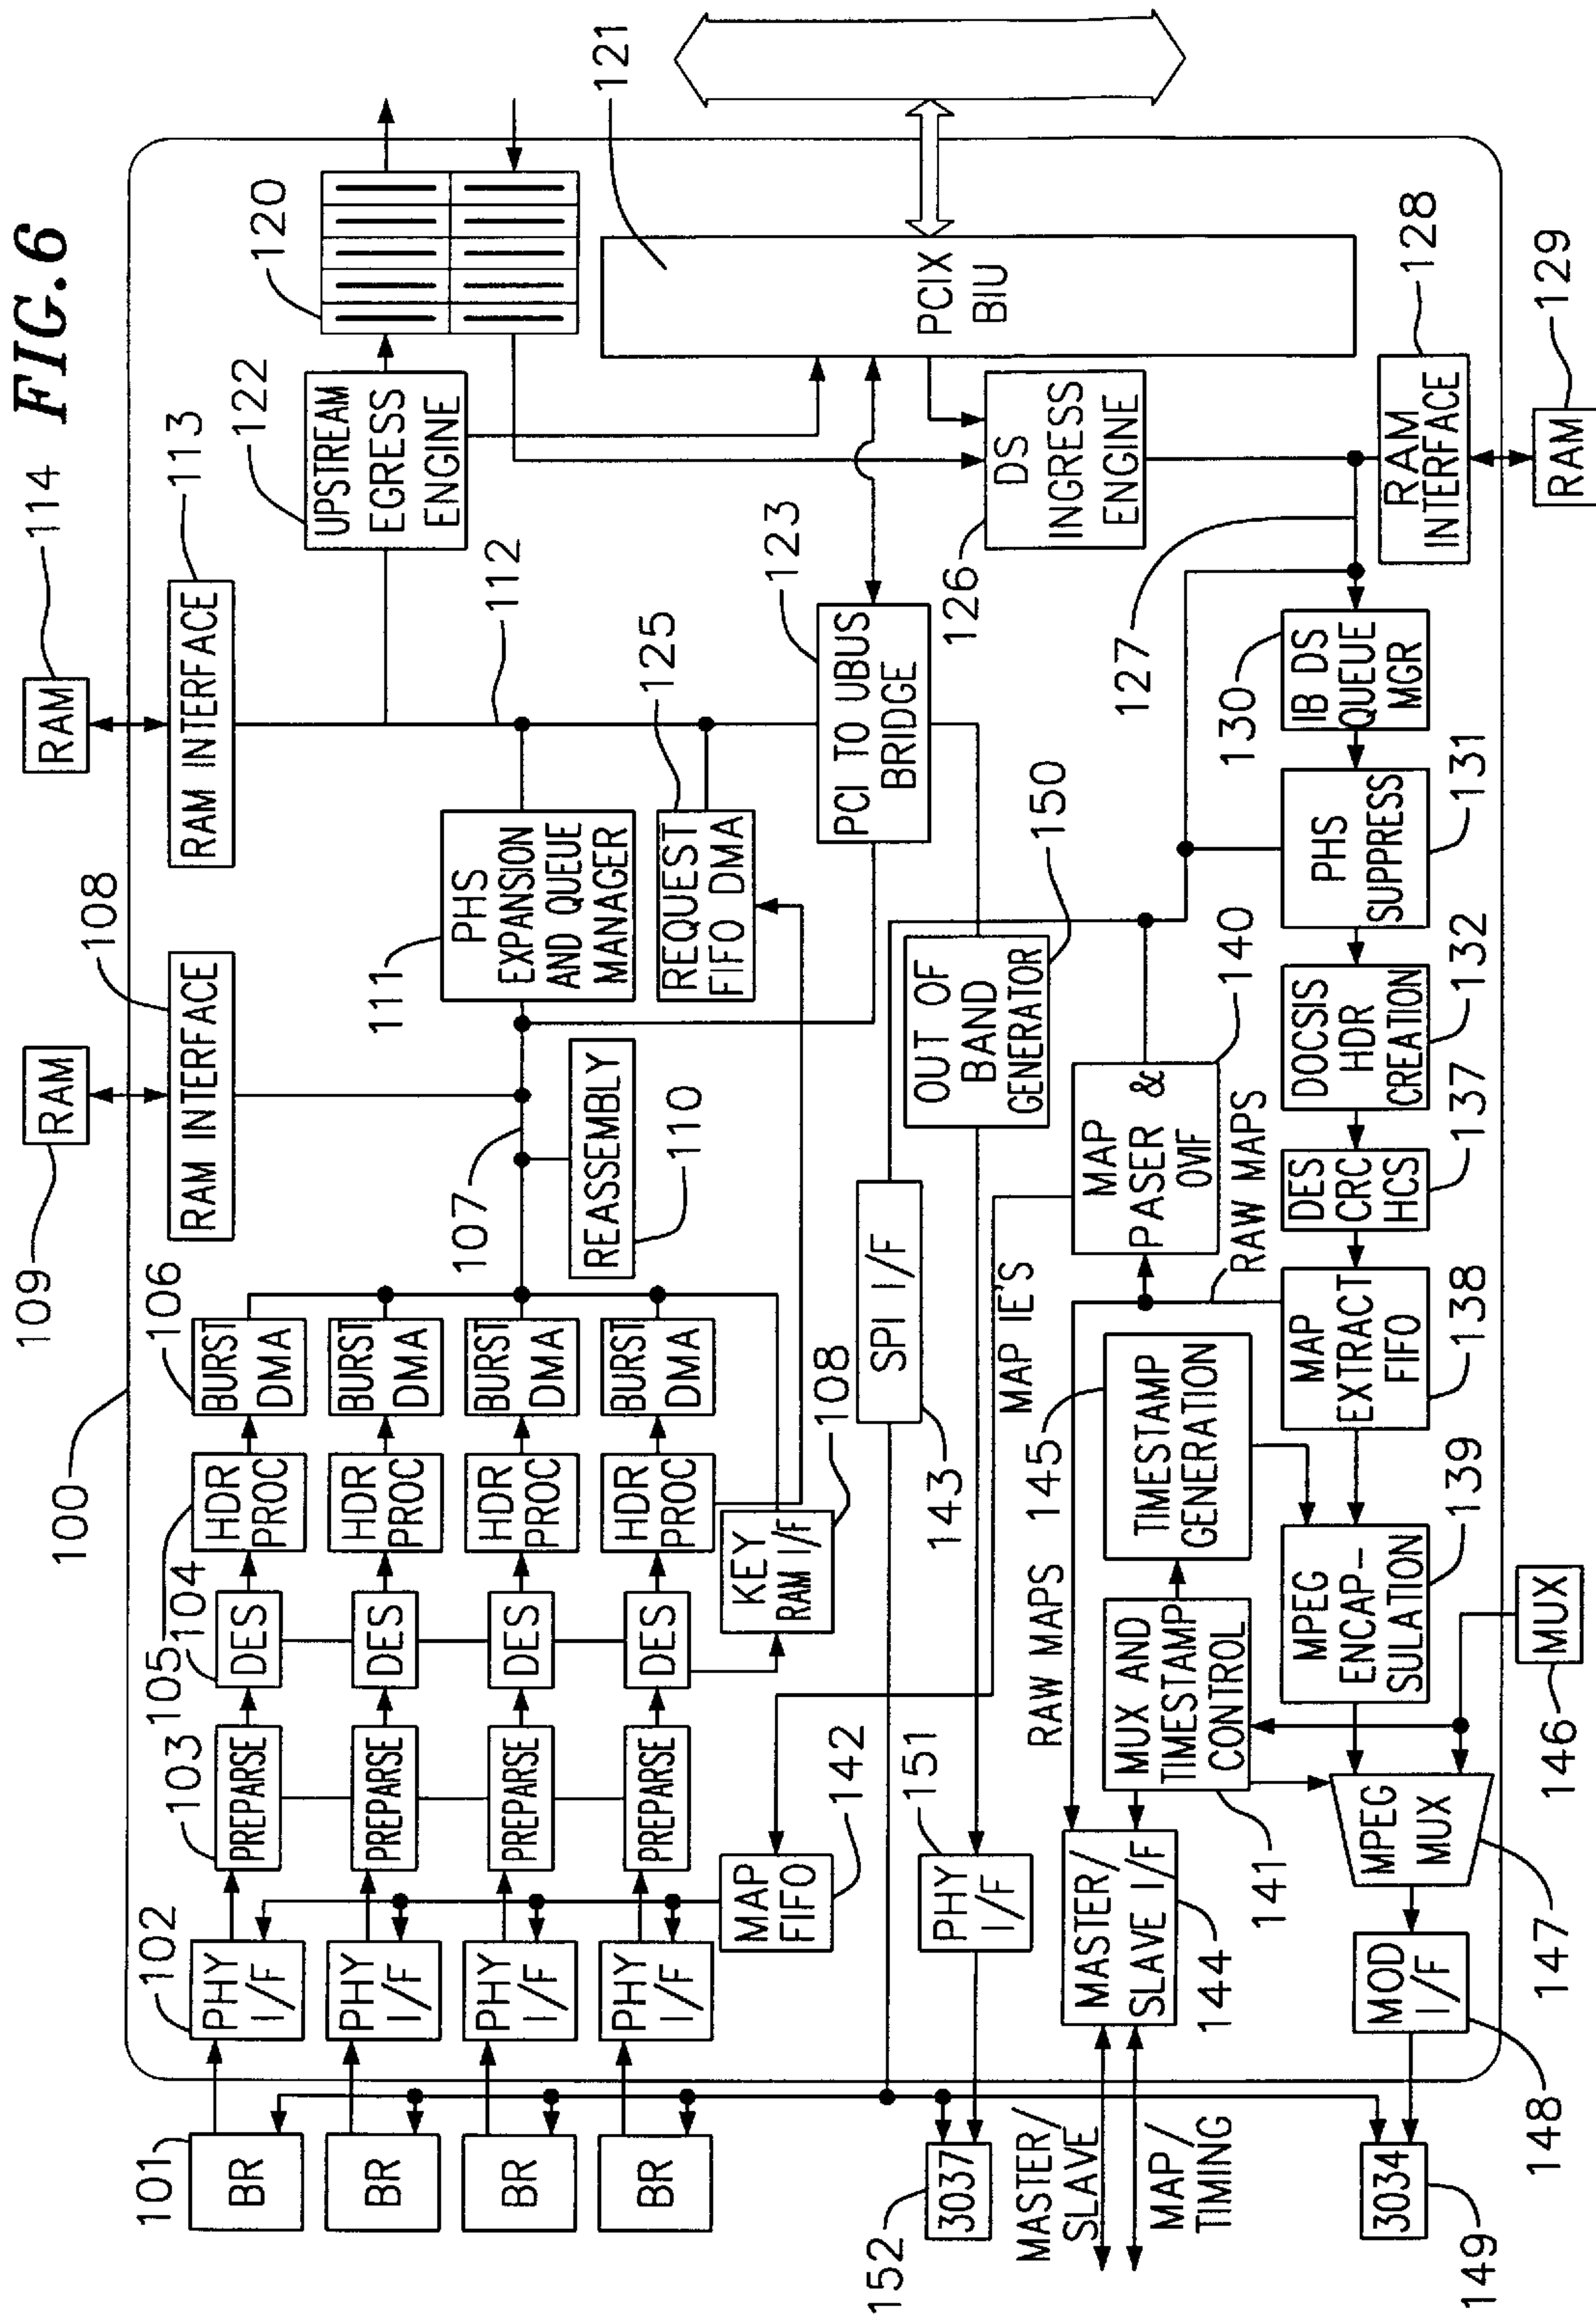 FIG.6
109
RAM
114
RAM
100
108
RAM INTERFACE
113
RAM INTERFACE
101
BR
BR
BR
BR
102
PHY I/F
PHY I/F
PHY I/F
PHY I/F
103
PREPARSE
PREPARSE
PREPARSE
PREPARSE
104
DES
DES
DES
DES
105
HDR PROC
HDR PROC
HDR PROC
HDR PROC
106
BURST DMA
BURST DMA
BURST DMA
BURST DMA
107
REASSEMBLY
110
111
PHS
EXPANSION
AND QUEUE
MANAGER
112
125
REQUEST
FIFO DMA
122
UPSTREAM
EGRESS
ENGINE
120
121
PCIX
BIU
123
PCI TO UBUS
BRIDGE
126
DS
INGRESS
ENGINE
KEY
RAM I/F
108
MAP
FIFO
142
SPI I/F
143
OUT OF
BAND
GENERATOR
150
PHY
I/F
151
3037
152
MAP IE'S
MAP
PASER &
OVIF
140
RAW MAPS
RAW MAPS
MASTER/
SLAVE
MAP/
TIMING
MASTER/
SLAVE I/F
144
MUX AND
TIMESTAMP
CONTROL
141
145
TIMESTAMP
GENERATION
127
RAM
INTERFACE
128
RAM
129
130
IB DS
QUEUE
MGR
PHS
SUPPRESS
131
DOCSIS
HDR
CREATION
132
DES
CRC
HCS
137
MAP
EXTRACT
FIFO
138
MPEG
ENCAP-
SULATION
139
MUX
146
MPEG
MUX
147
MOD
I/F
148
3034
149